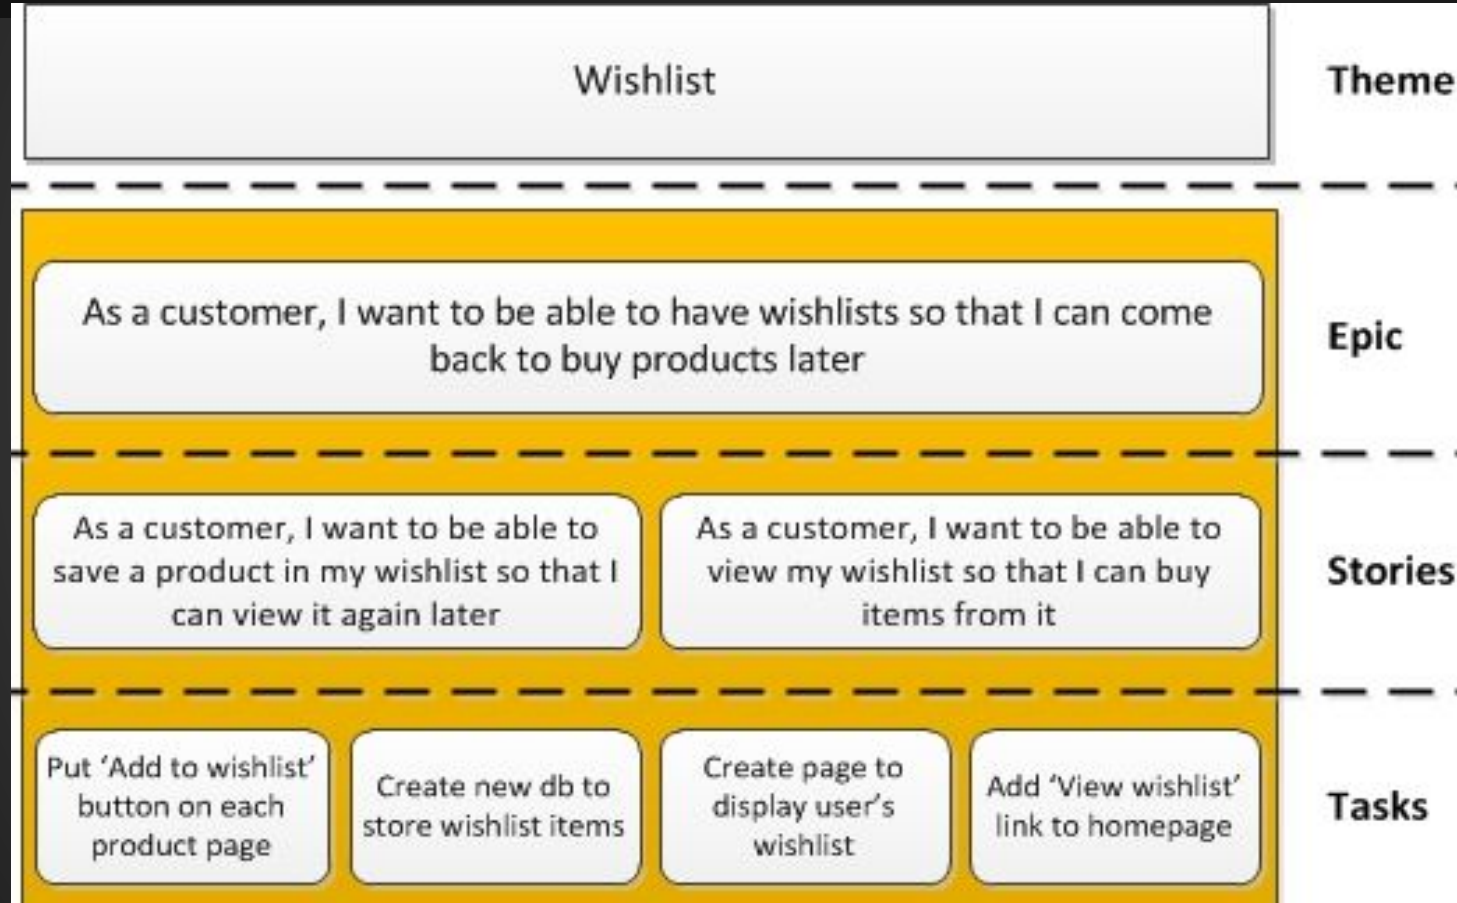 Wishlist
Theme
As a customer, I want to be able to have wishlists so that I can come
back to buy products later
Epic
As a customer, I want to be able to
save a product in my wishlist so that I
can view it again later
As a customer, I want to be able to
view my wishlist so that I can buy
items from it
Stories
Put ‘Add to wishlist’
button on each
product page
Create new db to
store wishlist items
Create page to
display user’s
wishlist
Add ‘View wishlist’
link to homepage
Tasks